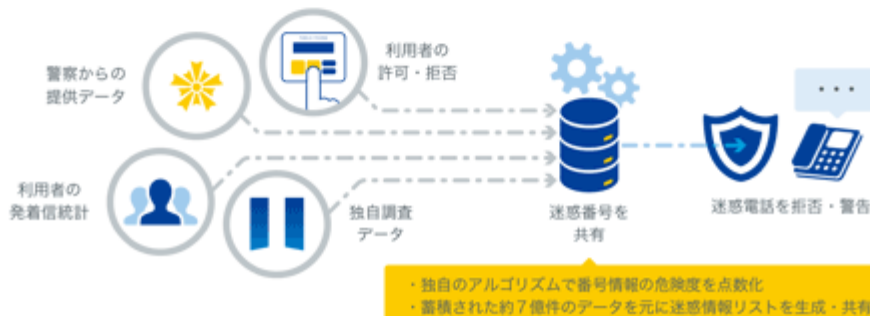 警察からの
提供データ
利用者の
許可・拒否
利用者の
発着信統計
独自調査
データ
迷惑番号を
共有
迷惑電話を拒否・警告
・独自のアルゴリズムで番号情報の危険度を点数化
・蓄積された約7億件のデータを元に迷惑情報リストを生成・共有